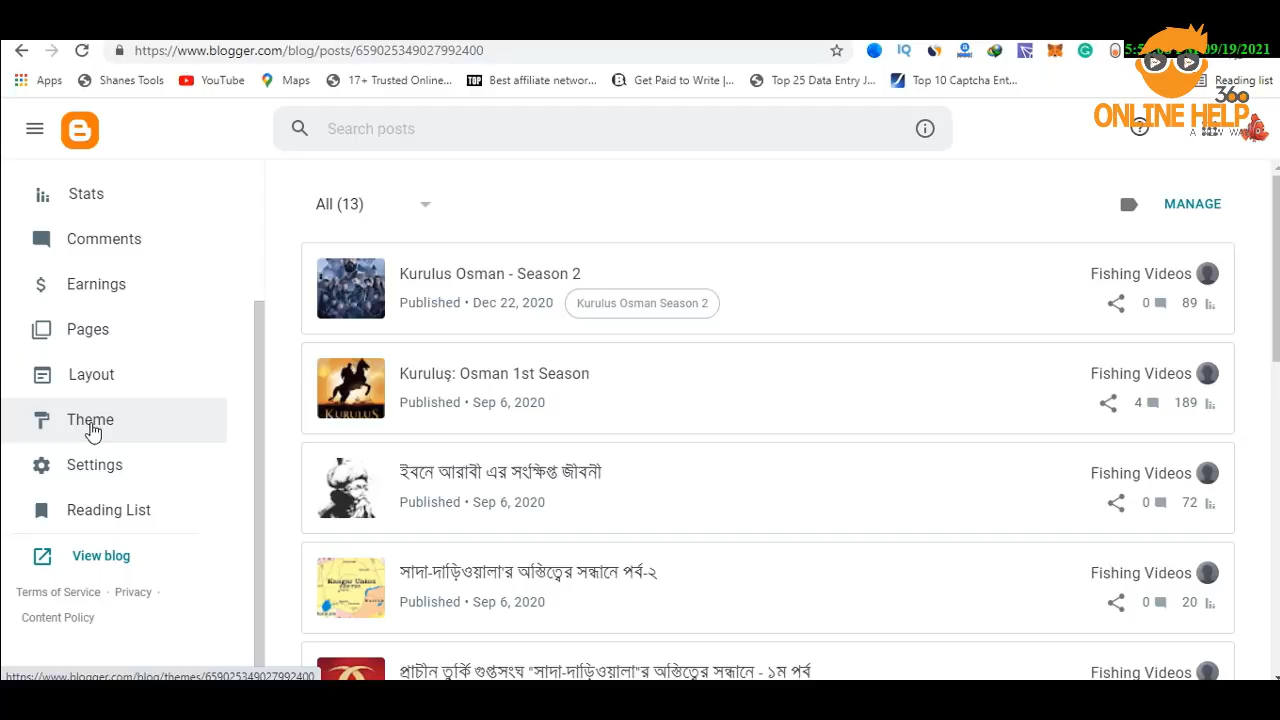 https://www.blogger.com/blog/posts/659025349027992400
09/19/2021
Apps Shanes Tools YouTube Maps 17+ Trusted Online... TOP Best affiliate networ... Get Paid to Write |... Top 25 Data Entry J... Top 10 Captcha Ent... Reading list
360
ONLINE HELP
Search posts
Stats
Comments
Earnings
Pages
Layout
Theme
Settings
Reading List
View blog
Terms of Service · Privacy ·
Content Policy
https://www.blogger.com/blog/themes/659025349027992400
All (13)
MANAGE
Kurulus Osman - Season 2
Fishing Videos
Published • Dec 22, 2020 Kurulus Osman Season 2
0 89
Kuruluş: Osman 1st Season
Fishing Videos
Published • Sep 6, 2020
4 189
KURULUS
ইবনে আরাবী এর সংক্ষিপ্ত জীবনী
Fishing Videos
Published • Sep 6, 2020
0 72
সাদা-দাড়িওয়ালা'র অস্তিত্বের সন্ধানে পর্ব-২
Fishing Videos
Published • Sep 6, 2020
0 20
প্রাচীন তুর্কি গুপ্তসংঘ "সাদা-দাড়িওয়ালা"র অস্তিত্বের সন্ধানে - ১ম পর্ব
Fishing Videos